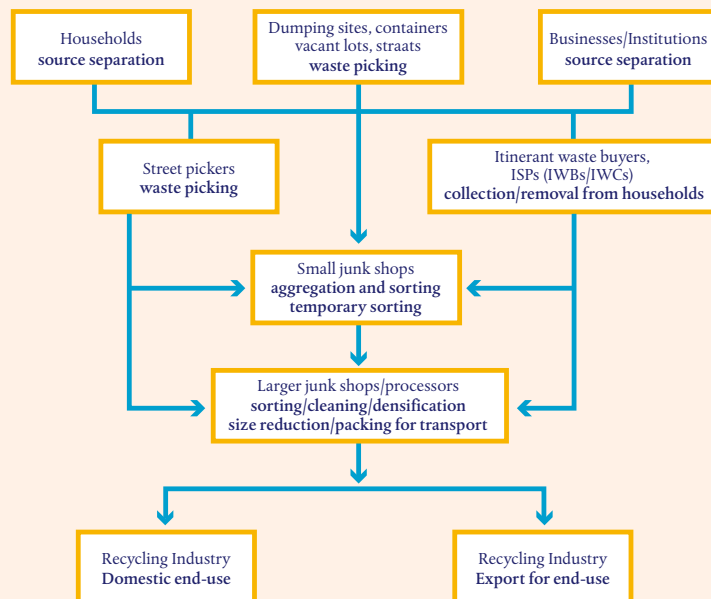 Households
source separation
Dumping sites, containers
vacant lots, straats
waste picking
Businesses/Institutions
source separation
Street pickers
waste picking
Itinerant waste buyers,
ISPs (IWBs/IWCs)
collection/removal from households
Small junk shops
aggregation and sorting
temporary sorting
Larger junk shops/processors
sorting/cleaning/densification
size reduction/packing for transport
Recycling Industry
Domestic end-use
Recycling Industry
Export for end-use